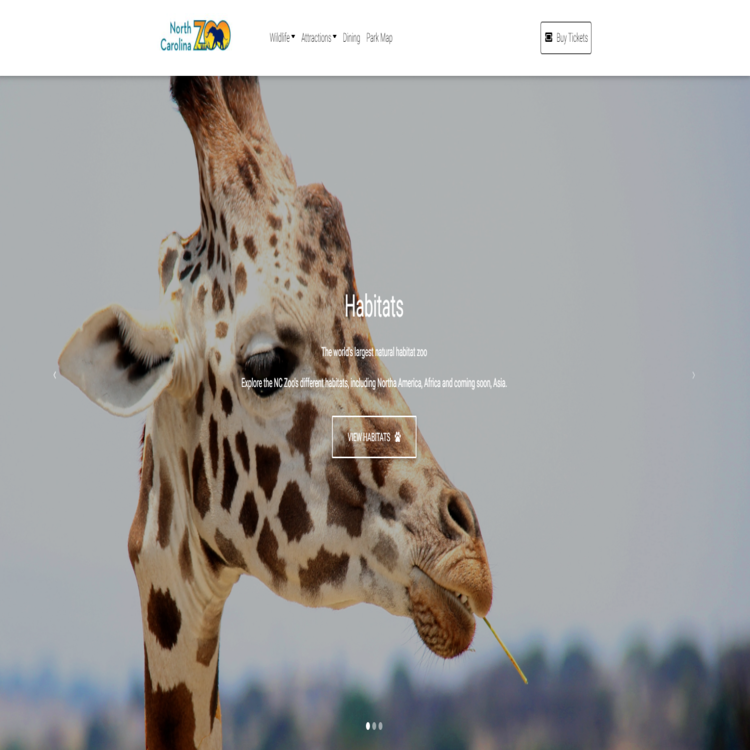 North
Carolina ZOO
Wildlife Attractions Dining Park Map
Buy Tickets
Habitats
The world's largest natural habitat zoo
Explore the NC Zoo's different habitats, including Northa America, Africa and coming soon, Asia.
VIEW HABITATS